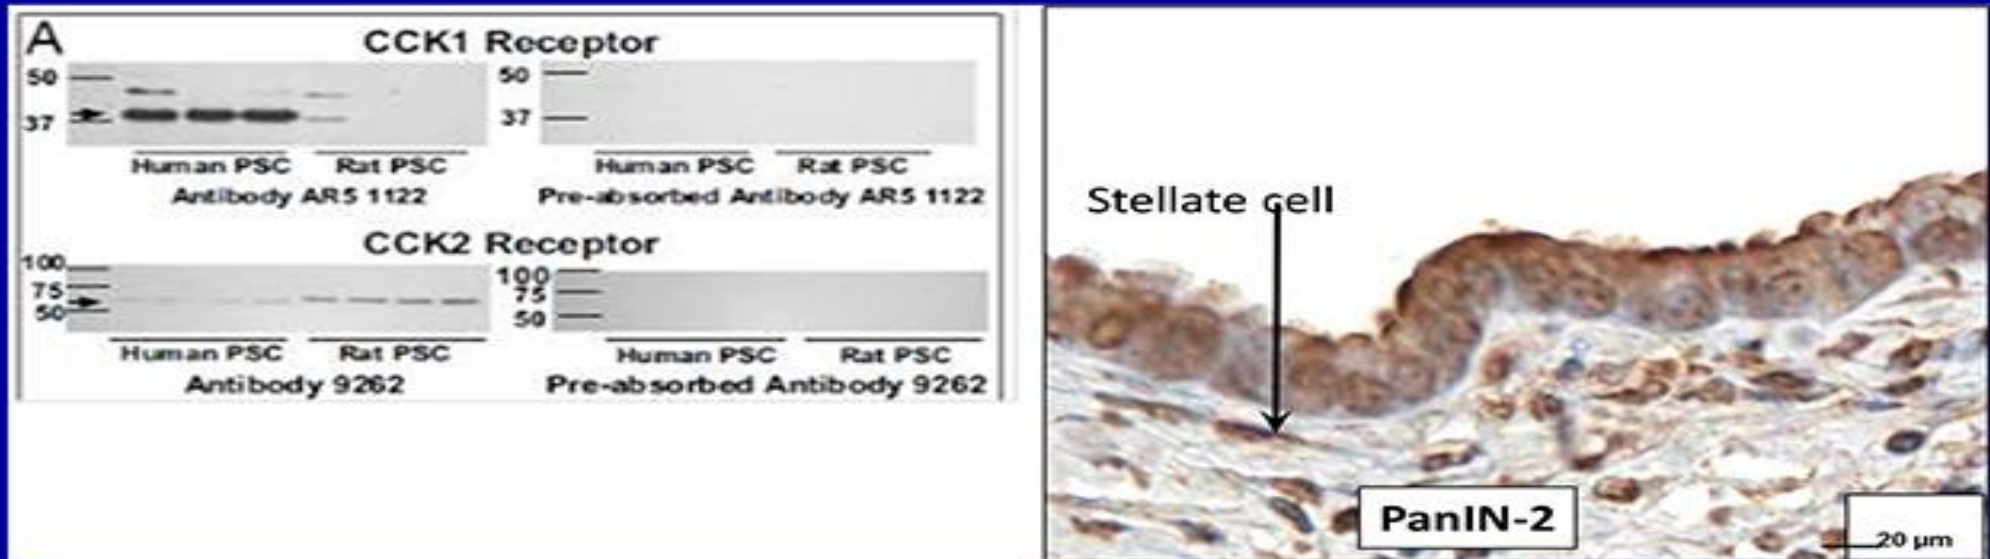 A
CCK1 Receptor
50
37
50
37
Human PSC Rat PSC
Human PSC Rat PSC
Antibody AR5 1122
Pre-absorbed Antibody AR5 1122
CCK2 Receptor
100
75
50
100
75
50
Human PSC Rat PSC
Human PSC Rat PSC
Antibody 9262
Pre-absorbed Antibody 9262
Stellate cell
PanIN-2
20 µm